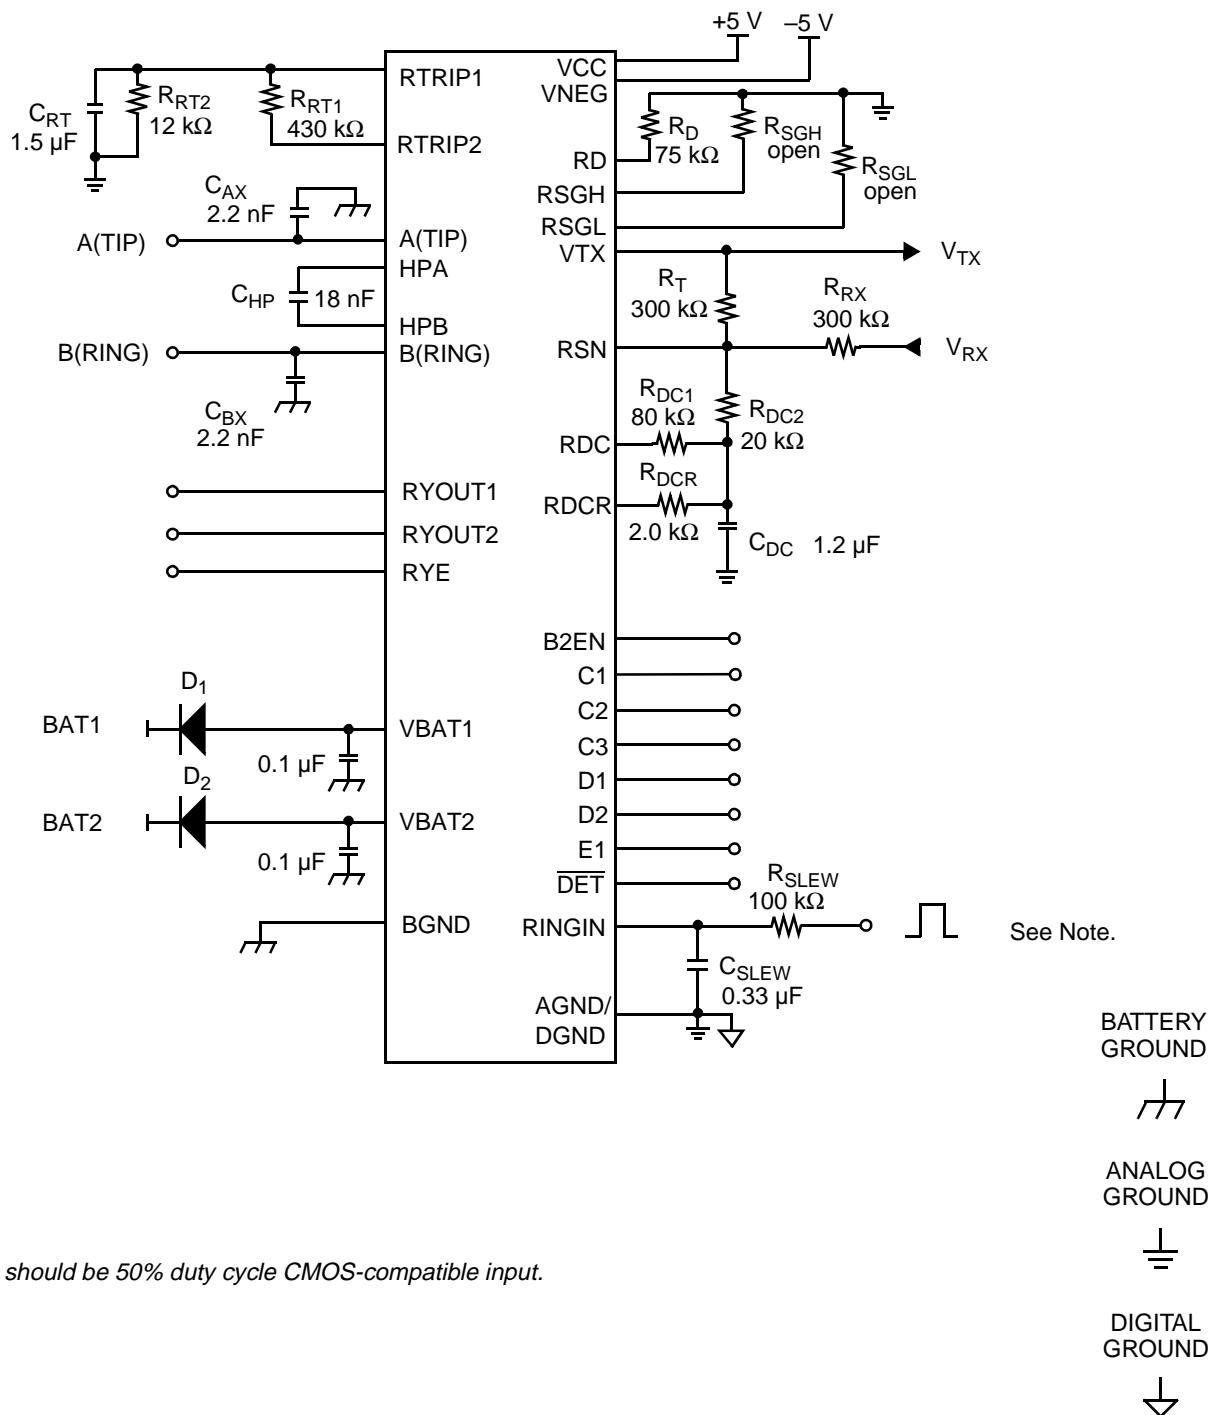 +5 V
–5 V
RTRIP1
VCC
VNEG
C_RT
1.5 µF
R_RT2
12 kΩ
R_RT1
430 kΩ
RTRIP2
R_D
75 kΩ
RD
R_SGH
open
R_SGL
open
RSGH
RSGL
C_AX
2.2 nF
A(TIP)
A(TIP)
VTX
V_TX
HPA
C_HP
18 nF
HPB
R_T
300 kΩ
R_RX
300 kΩ
B(RING)
B(RING)
RSN
V_RX
C_BX
2.2 nF
R_DC1
80 kΩ
R_DC2
20 kΩ
RDC
R_DCR
2.0 kΩ
RDCR
C_DC 1.2 µF
RYOUT1
RYOUT2
RYE
B2EN
C1
C2
C3
D1
D2
E1
DET
D1
BAT1
VBAT1
0.1 µF
D2
BAT2
VBAT2
0.1 µF
BGND
RINGIN
R_SLEW
100 kΩ
See Note.
C_SLEW
0.33 µF
AGND/
DGND
BATTERY
GROUND
ANALOG
GROUND
DIGITAL
GROUND
should be 50% duty cycle CMOS-compatible input.